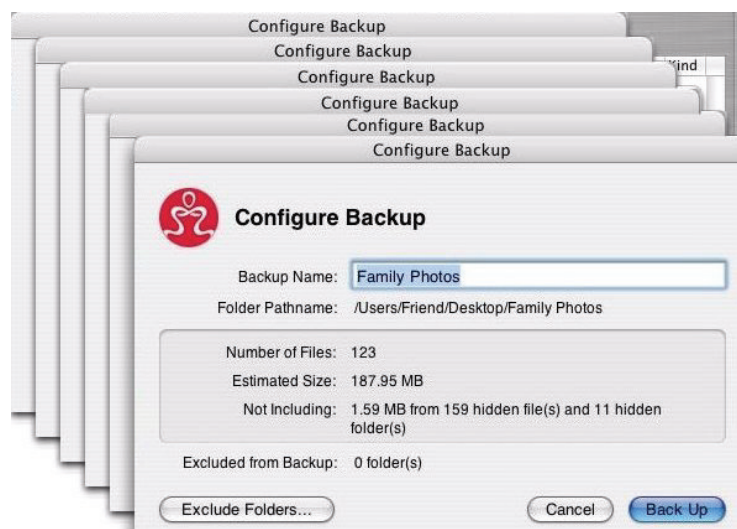 Configure Backup
Configure Backup
Kind
Configure Backup
Configure Backup
Configure Backup
Configure Backup
Configure Backup
Backup Name: Family Photos
Folder Pathname: /Users/Friend/Desktop/Family Photos
Number of Files: 123
Estimated Size: 187.95 MB
Not Including: 1.59 MB from 159 hidden file(s) and 11 hidden
folder(s)
Excluded from Backup: 0 folder(s)
Exclude Folders... Cancel Back Up